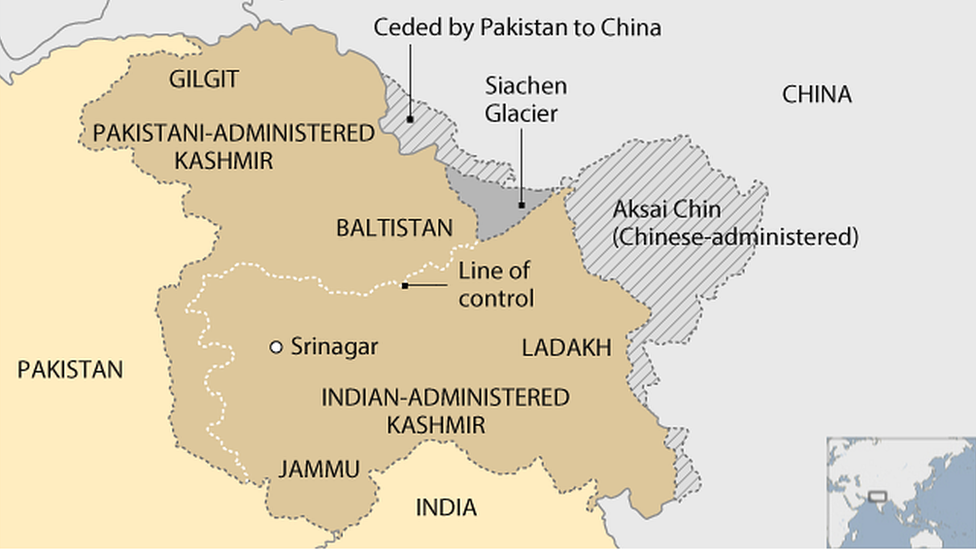 Ceded by Pakistan to China
Siachen
Glacier
CHINA
GILGIT
PAKISTANI-ADMINISTERED
KASHMIR
Aksai Chin
(Chinese-administered)
BALTISTAN
Line of
control
Srinagar
LADAKH
PAKISTAN
INDIAN-ADMINISTERED
KASHMIR
JAMMU
INDIA